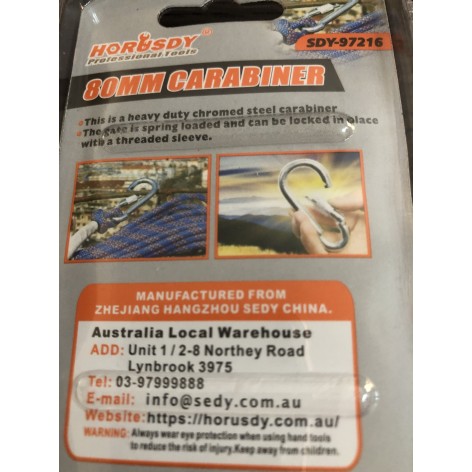 HORUSDY
Professional Tools
SDY-97216
80MM CARABINER
This is a heavy duty chromed steel carabiner
The gate is spring loaded and can be locked in place
with a threaded sleeve.
MANUFACTURED FROM
ZHEJIANG HANGZHOU SEDY CHINA.
Australia Local Warehouse
ADD: Unit 1 / 2-8 Northey Road
Lynbrook 3975
Tel: 03-97999888
E-mail: info@sedy.com.au
Website:https://horusdy.com.au/
WARNING: Always wear eye protection when using hand tools
to reduce the risk of injury.Keep away from children.